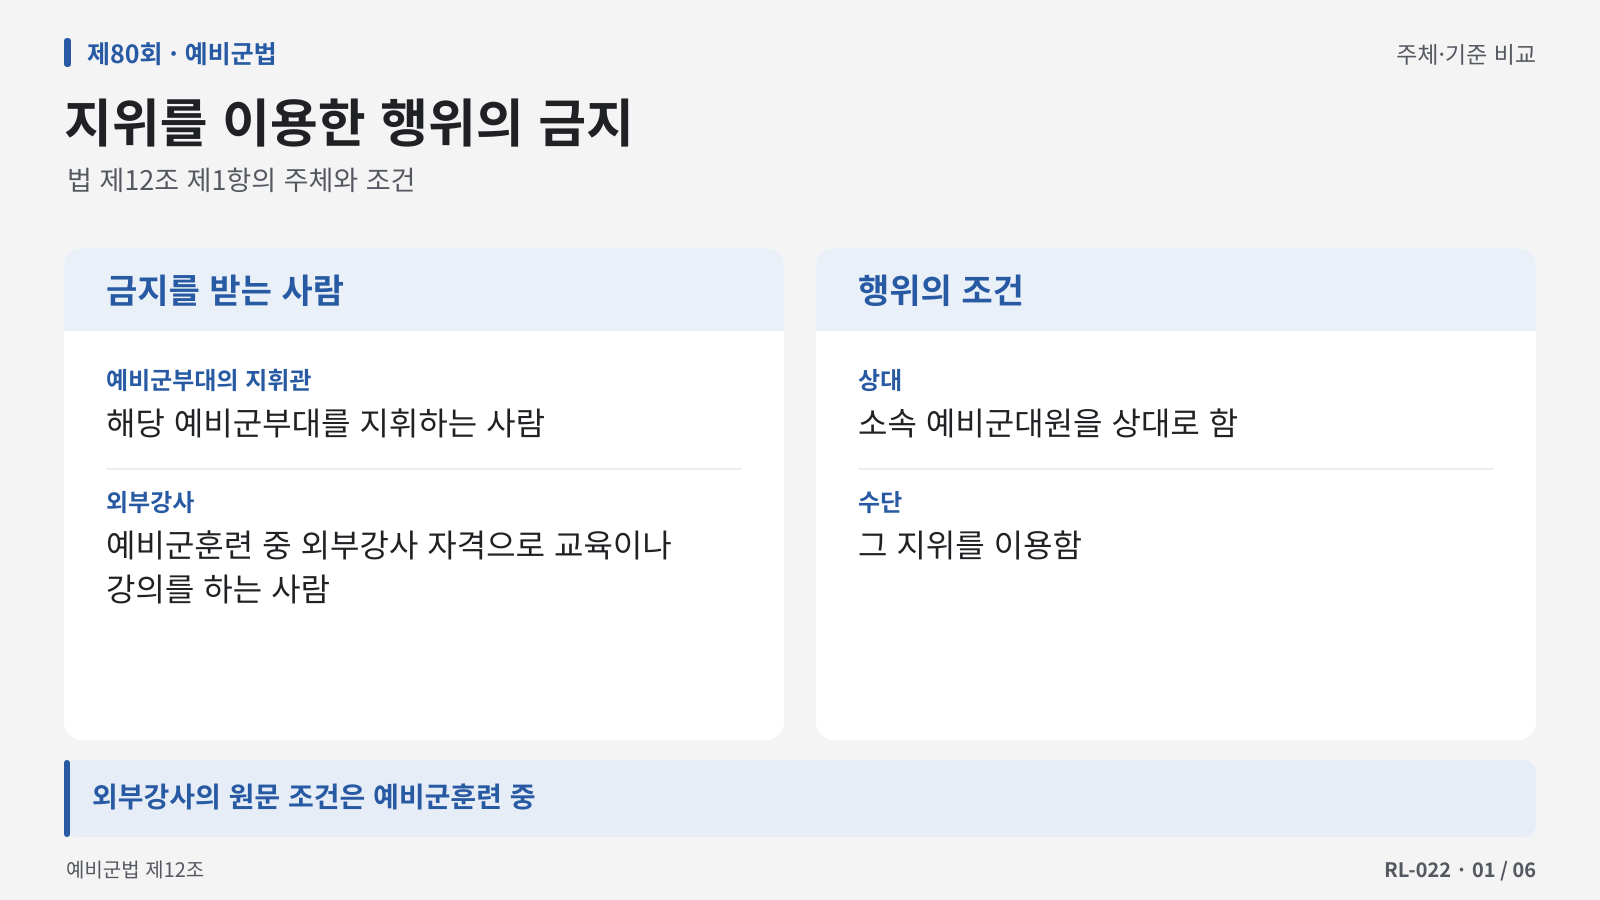 제80회 · 예비군법
주체·기준 비교
지위를 이용한 행위의 금지
법 제12조 제1항의 주체와 조건
금지를 받는 사람
예비군부대의 지휘관
해당 예비군부대를 지휘하는 사람
외부강사
예비군훈련 중 외부강사 자격으로 교육이나
강의를 하는 사람
행위의 조건
상대
소속 예비군대원을 상대로 함
수단
그 지위를 이용함
외부강사의 원문 조건은 예비군훈련 중
예비군법 제12조
RL-022 · 01 / 06